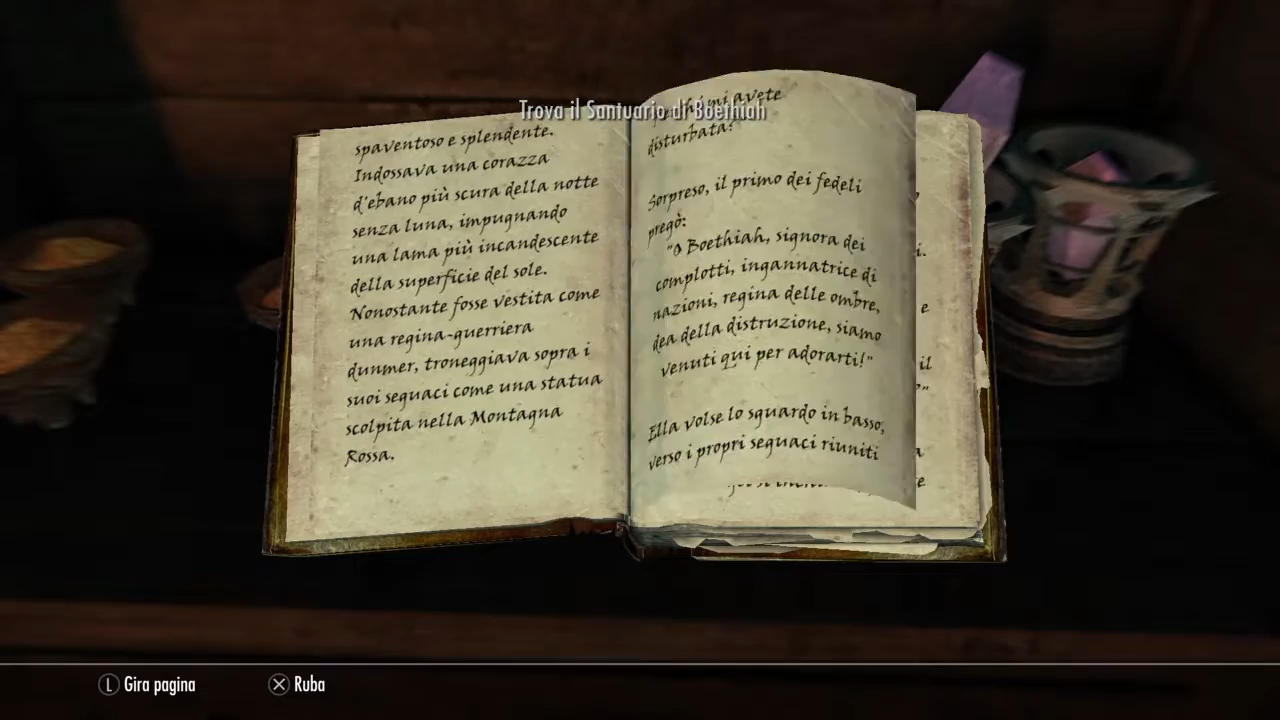 Trova il Santuario di Boethiah
spaventoso e splendente.
Indossava una corazza
d'ebano più scura della notte
senza luna, impugnando
una lama più incandescente
della superficie del sole.
Nonostante fosse vestita come
una regina-guerriera
dunmer, troneggiava sopra i
suoi seguaci come una statua
scolpita nella Montagna
Rossa.
mi avete
disturbata?
Sorpreso, il primo dei fedeli
pregò:
"O Boethiah, signora dei
complotti, ingannatrice di
nazioni, regina delle ombre,
dea della distruzione, siamo
venuti qui per adorarti!"
Ella volse lo sguardo in basso,
verso i propri seguaci riuniti
e
il
L Gira pagina
X Ruba